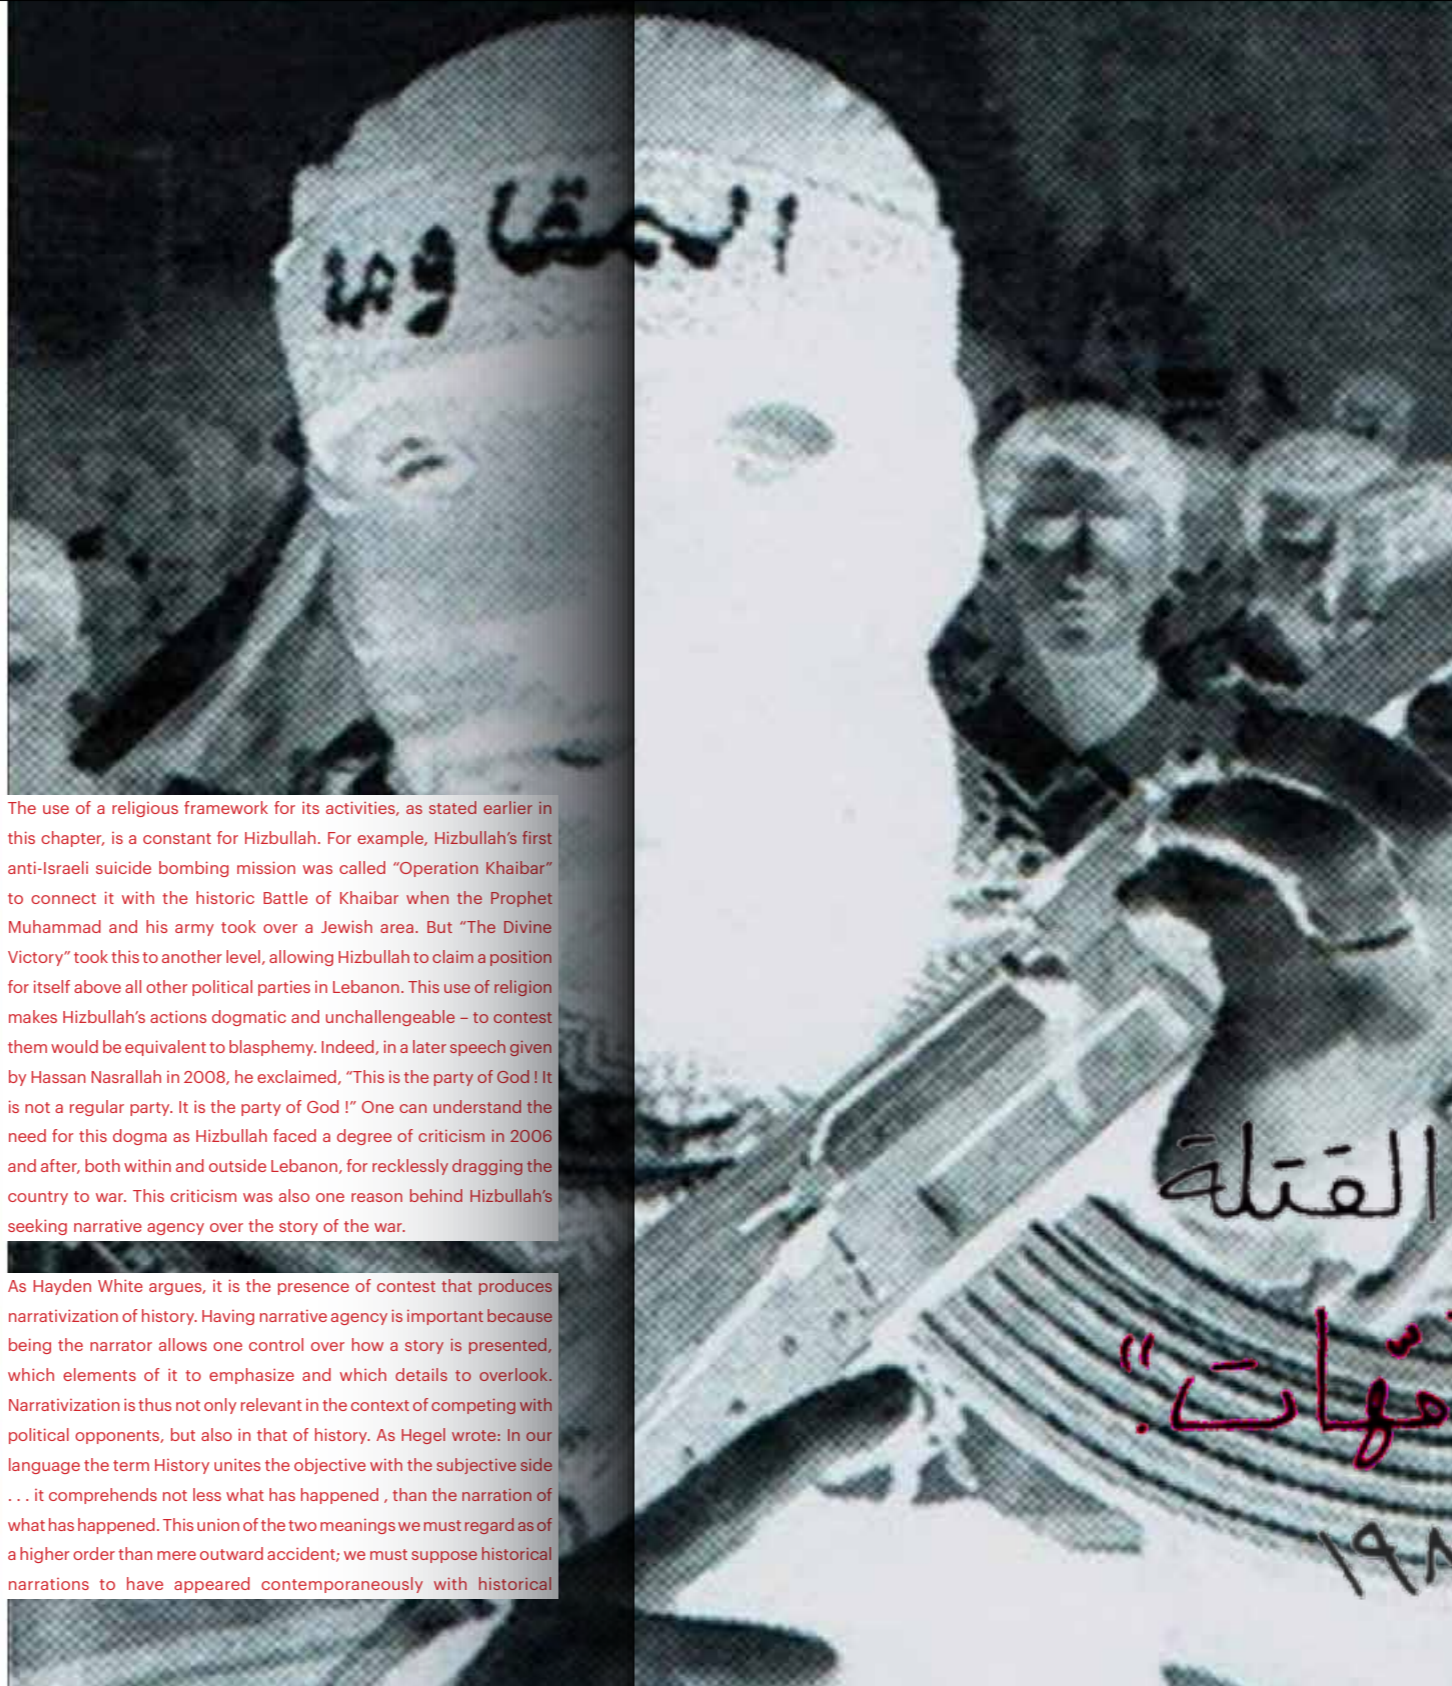 المقاومة
The use of a religious framework for its activities, as stated earlier in
this chapter, is a constant for Hizbullah. For example, Hizbullah’s first
anti-Israeli suicide bombing mission was called “Operation Khaibar”
to connect it with the historic Battle of Khaibar when the Prophet
Muhammad and his army took over a Jewish area. But “The Divine
Victory” took this to another level, allowing Hizbullah to claim a position
for itself above all other political parties in Lebanon. This use of religion
makes Hizbullah’s actions dogmatic and unchallengeable – to contest
them would be equivalent to blasphemy. Indeed, in a later speech given
by Hassan Nasrallah in 2008, he exclaimed, “This is the party of God ! It
is not a regular party. It is the party of God !” One can understand the
need for this dogma as Hizbullah faced a degree of criticism in 2006
and after, both within and outside Lebanon, for recklessly dragging the
country to war. This criticism was also one reason behind Hizbullah’s
seeking narrative agency over the story of the war.
As Hayden White argues, it is the presence of contest that produces
narrativization of history. Having narrative agency is important because
being the narrator allows one control over how a story is presented,
which elements of it to emphasize and which details to overlook.
Narrativization is thus not only relevant in the context of competing with
political opponents, but also in that of history. As Hegel wrote: In our
language the term History unites the objective with the subjective side
. . . it comprehends not less what has happened , than the narration of
what has happened. This union of the two meanings we must regard as of
a higher order than mere outward accident; we must suppose historical
narrations to have appeared contemporaneously with historical
القتلة
مّهات".
١٩٨